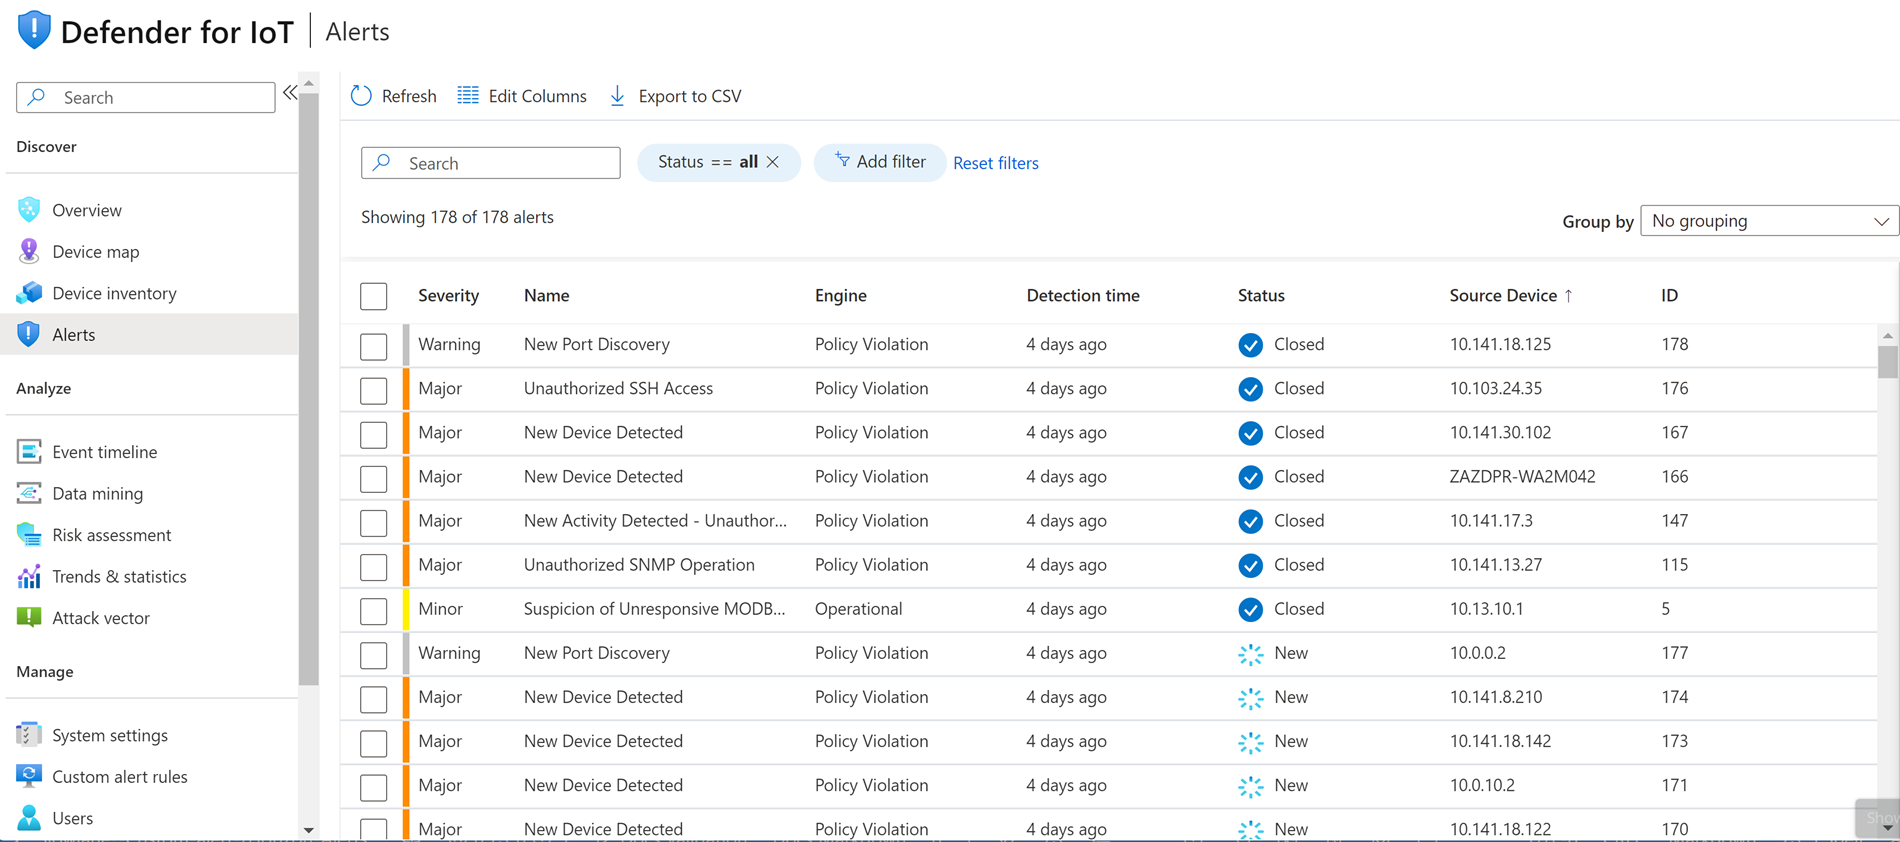 Defender for IoT | Alerts
Search
Discover
Overview
Device map
Device inventory
Alerts
Analyze
Event timeline
Data mining
Risk assessment
Trends & statistics
Attack vector
Manage
System settings
Custom alert rules
Users
Refresh Edit Columns Export to CSV
Search Status == all Add filter Reset filters
Showing 178 of 178 alerts
Group by No grouping
Severity Name Engine Detection time Status Source Device ↑ ID
Warning New Port Discovery Policy Violation 4 days ago Closed 10.141.18.125 178
Major Unauthorized SSH Access Policy Violation 4 days ago Closed 10.103.24.35 176
Major New Device Detected Policy Violation 4 days ago Closed 10.141.30.102 167
Major New Device Detected Policy Violation 4 days ago Closed ZAZDPR-WA2M042 166
Major New Activity Detected - Unauthor... Policy Violation 4 days ago Closed 10.141.17.3 147
Major Unauthorized SNMP Operation Policy Violation 4 days ago Closed 10.141.13.27 115
Minor Suspicion of Unresponsive MODB... Operational 4 days ago Closed 10.13.10.1 5
Warning New Port Discovery Policy Violation 4 days ago New 10.0.0.2 177
Major New Device Detected Policy Violation 4 days ago New 10.141.8.210 174
Major New Device Detected Policy Violation 4 days ago New 10.141.18.142 173
Major New Device Detected Policy Violation 4 days ago New 10.0.10.2 171
Major New Device Detected Policy Violation 4 days ago New 10.141.18.122 170